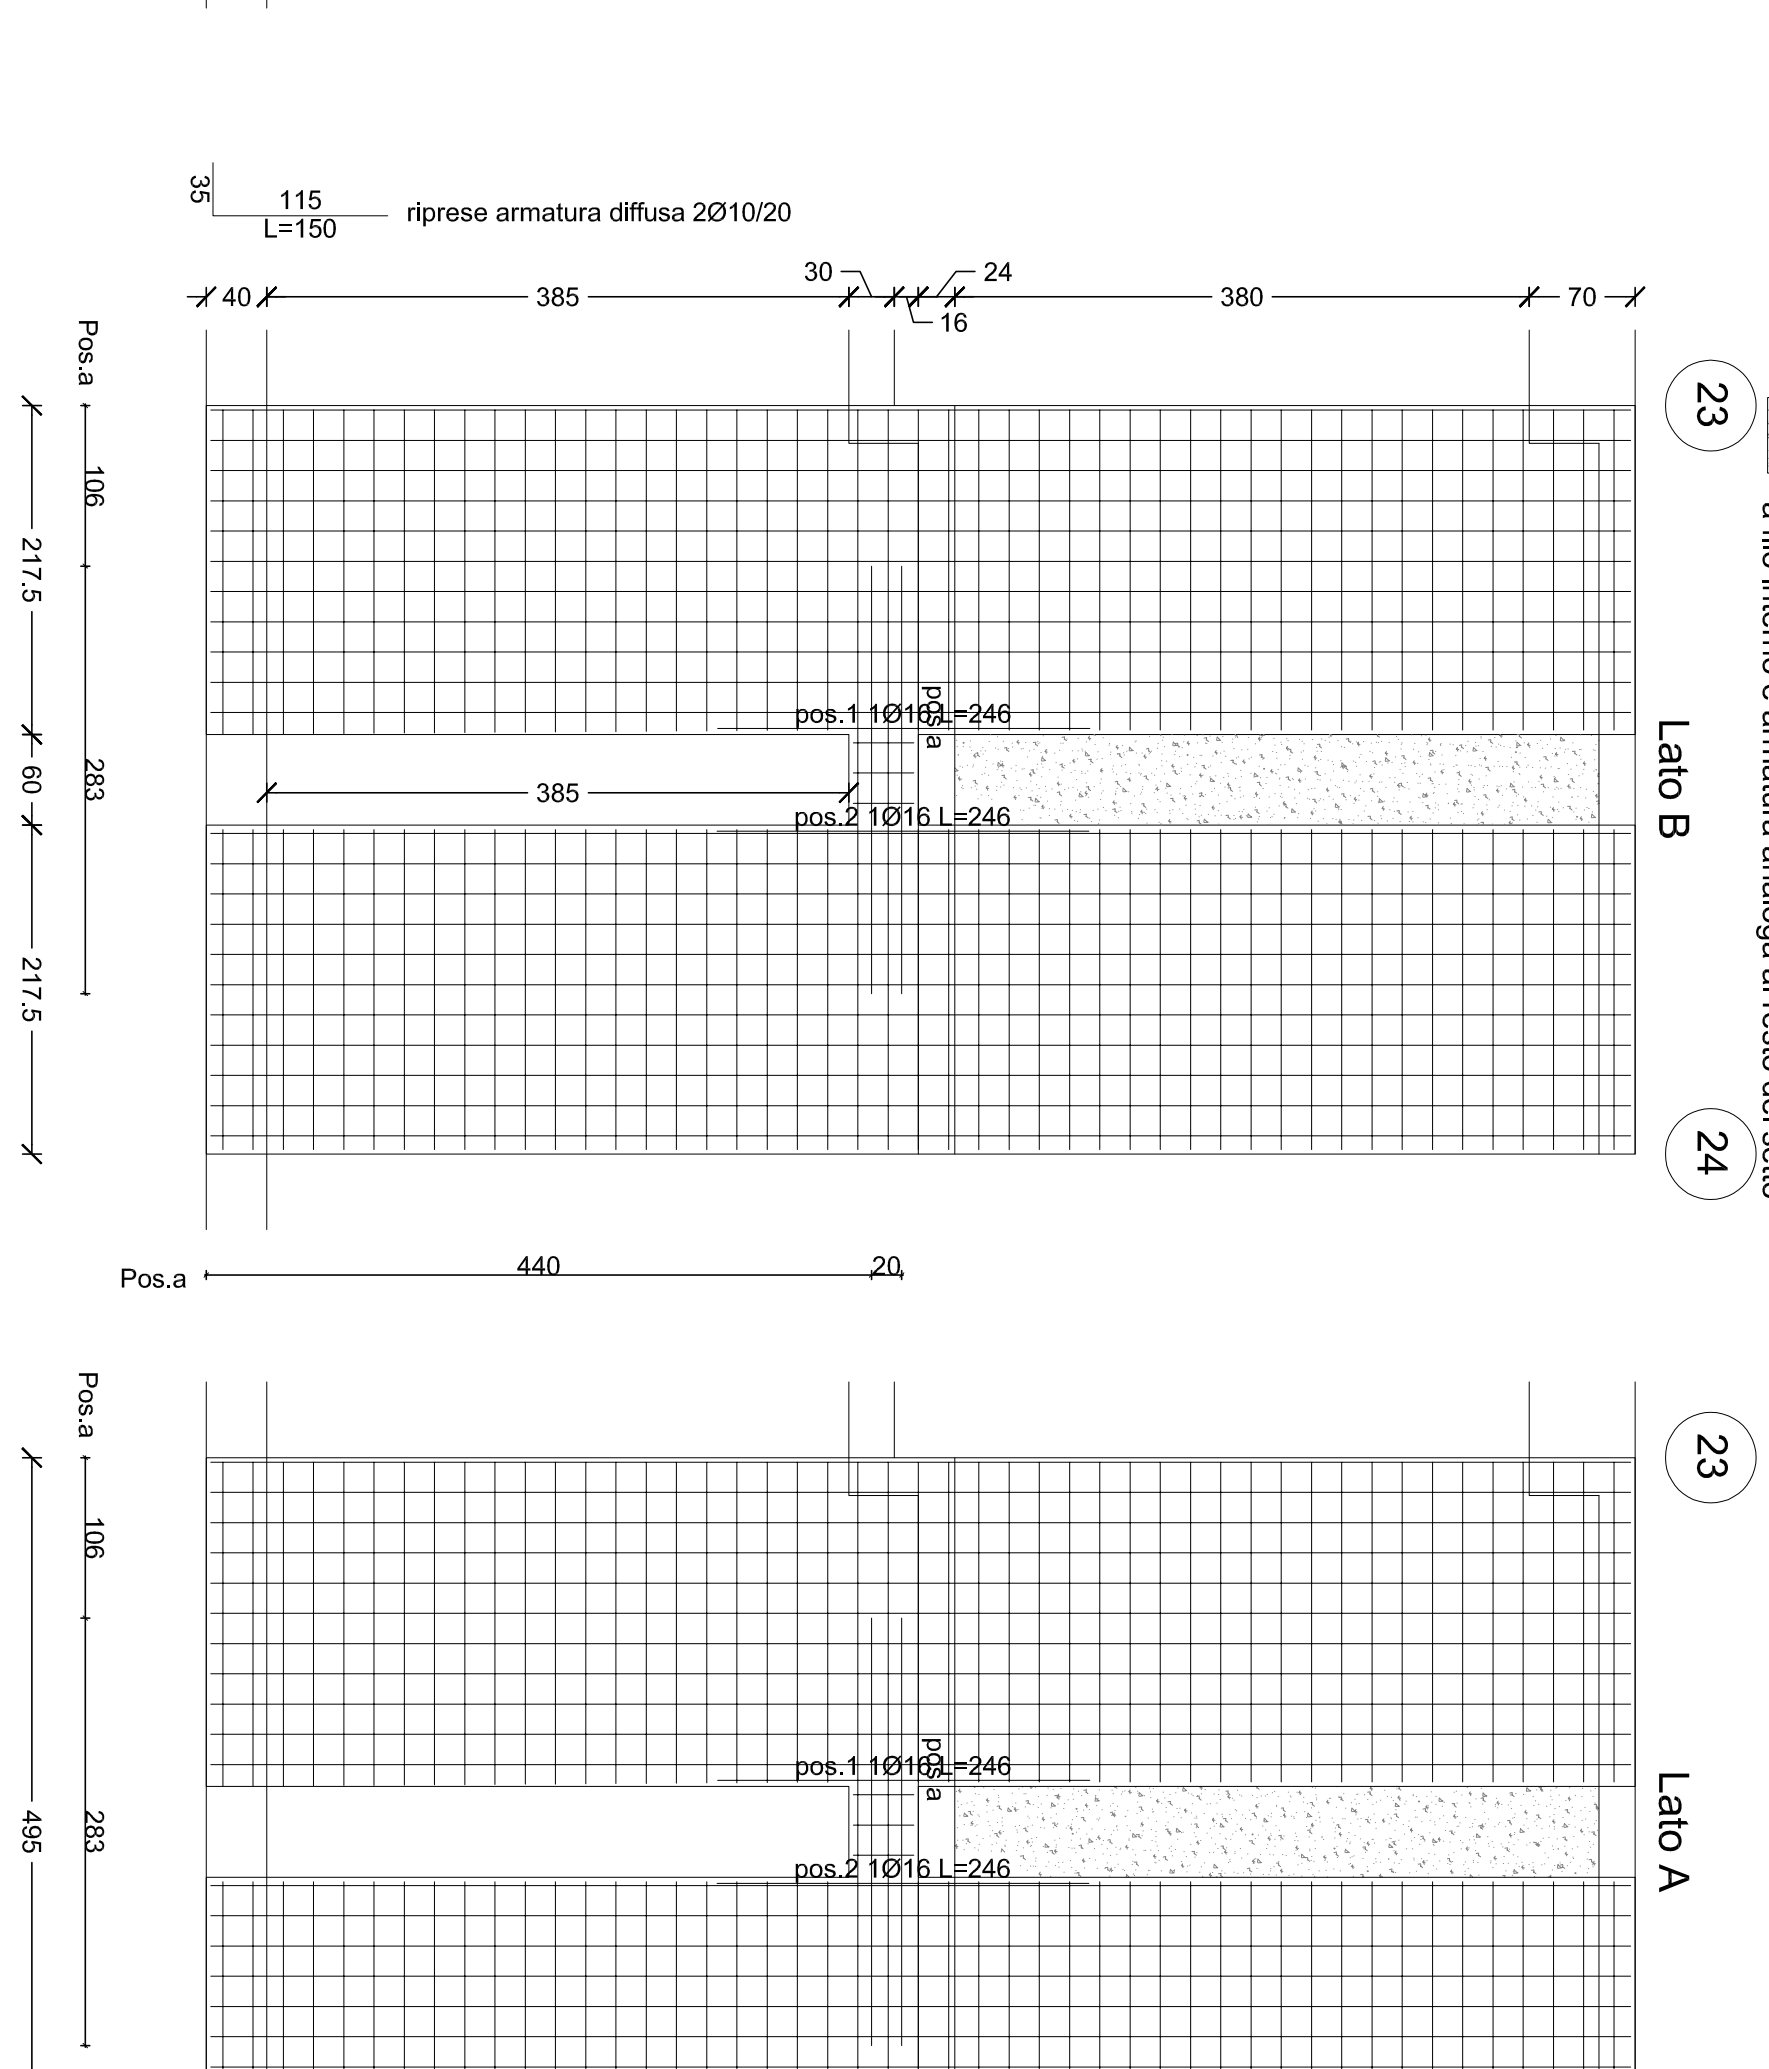 35
115
L=150
riprese armatura diffusa 2Ø10/20
30
24
40
385
16
380
70
Pos.a
23
106
217.5
Lato B
pos.a
pos.1 1Ø16 L=246
60
283
385
pos.2 1Ø16 L=246
217.5
24
440
20
Pos.a
Pos.a
23
106
Lato A
pos.a
pos.1 1Ø16 L=246
495
283
pos.2 1Ø16 L=246